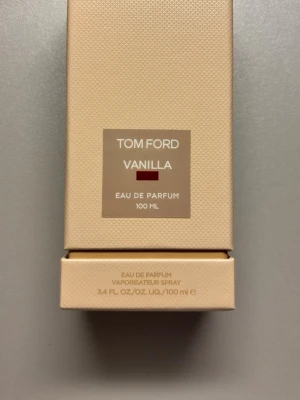 TOM FORD
VANILLA
EAU DE PARFUM
100 ML
EAU DE PARFUM
VAPORISATEUR SPRAY
3.4 FL. OZ./OZ. LIQ./100 ml ℮